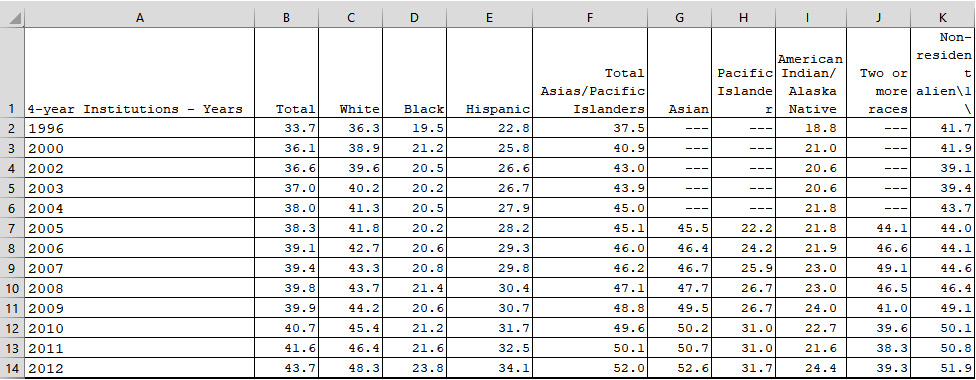 A B C D E F G H I J K
1 4-year Institutions - Years Total White Black Hispanic Total Asias/Pacific Islanders Asian Pacific Islande r American Indian/ Alaska Native Two or more races Non- residen t alien\1 \
2 1996 33.7 36.3 19.5 22.8 37.5 --- --- 18.8 --- 41.7
3 2000 36.1 38.9 21.2 25.8 40.9 --- --- 21.0 --- 41.9
4 2002 36.6 39.6 20.5 26.6 43.0 --- --- 20.6 --- 39.1
5 2003 37.0 40.2 20.2 26.7 43.9 --- --- 20.6 --- 39.4
6 2004 38.0 41.3 20.5 27.9 45.0 --- --- 21.8 --- 43.7
7 2005 38.3 41.8 20.2 28.2 45.1 45.5 22.2 21.8 44.1 44.0
8 2006 39.1 42.7 20.6 29.3 46.0 46.4 24.2 21.9 46.6 44.1
9 2007 39.4 43.3 20.8 29.8 46.2 46.7 25.9 23.0 49.1 44.6
10 2008 39.8 43.7 21.4 30.4 47.1 47.7 26.7 23.0 46.5 46.4
11 2009 39.9 44.2 20.6 30.7 48.8 49.5 26.7 24.0 41.0 49.1
12 2010 40.7 45.4 21.2 31.7 49.6 50.2 31.0 22.7 39.6 50.1
13 2011 41.6 46.4 21.6 32.5 50.1 50.7 31.0 21.6 38.3 50.8
14 2012 43.7 48.3 23.8 34.1 52.0 52.6 31.7 24.4 39.3 51.9